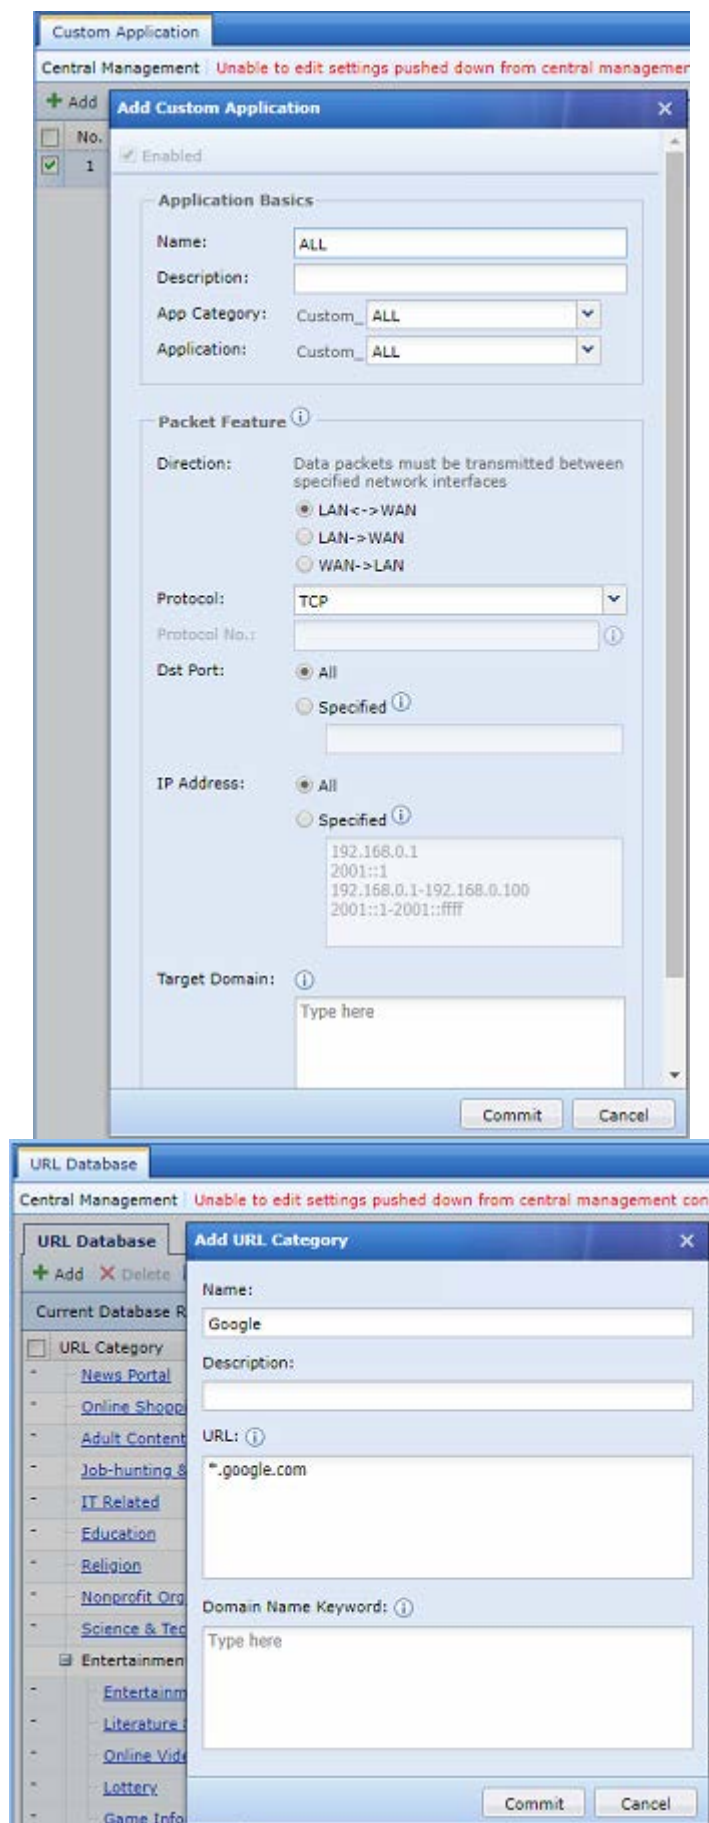 Custom Application
Central Management Unable to edit settings pushed down from central
Add
Add Custom Application
No.
1
Enabled
Application Basics
Name: ALL
Description:
App Category: Custom_ ALL
Application: Custom_ ALL
Packet Feature
Direction: Data packets must be transmitted between
specified network interfaces
LAN<->WAN
LAN->WAN
WAN->LAN
Protocol: TCP
Protocol No.:
Dst Port: All
Specified
IP Address: All
Specified
192.168.0.1
2001::1
192.168.0.1-192.168.0.100
2001::1-2001::ffff
Target Domain:
Type here
Commit Cancel
URL Database
Central Management Unable to edit settings pushed down from central management con
URL Database
Add URL Category
Add Delete
Name:
Current Database R
Google
URL Category
News Portal
Description:
Online Shopp
Adult Content
URL:
Job-hunting &
*.google.com
IT Related
Education
Religion
Nonprofit Org
Domain Name Keyword:
Science & Tec
Type here
Entertainmen
Entertainm
Literature
Online Vide
Lottery
Game Info
Commit Cancel